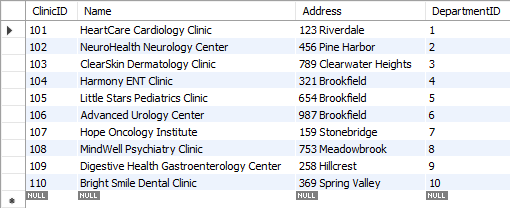 ClinicID Name Address DepartmentID
101 HeartCare Cardiology Clinic 123 Riverdale 1
102 NeuroHealth Neurology Center 456 Pine Harbor 2
103 ClearSkin Dermatology Clinic 789 Clearwater Heights 3
104 Harmony ENT Clinic 321 Brookfield 4
105 Little Stars Pediatrics Clinic 654 Brookfield 5
106 Advanced Urology Center 987 Brookfield 6
107 Hope Oncology Institute 159 Stonebridge 7
108 MindWell Psychiatry Clinic 753 Meadowbrook 8
109 Digestive Health Gastroenterology Center 258 Hillcrest 9
110 Bright Smile Dental Clinic 369 Spring Valley 10
NULL NULL NULL NULL